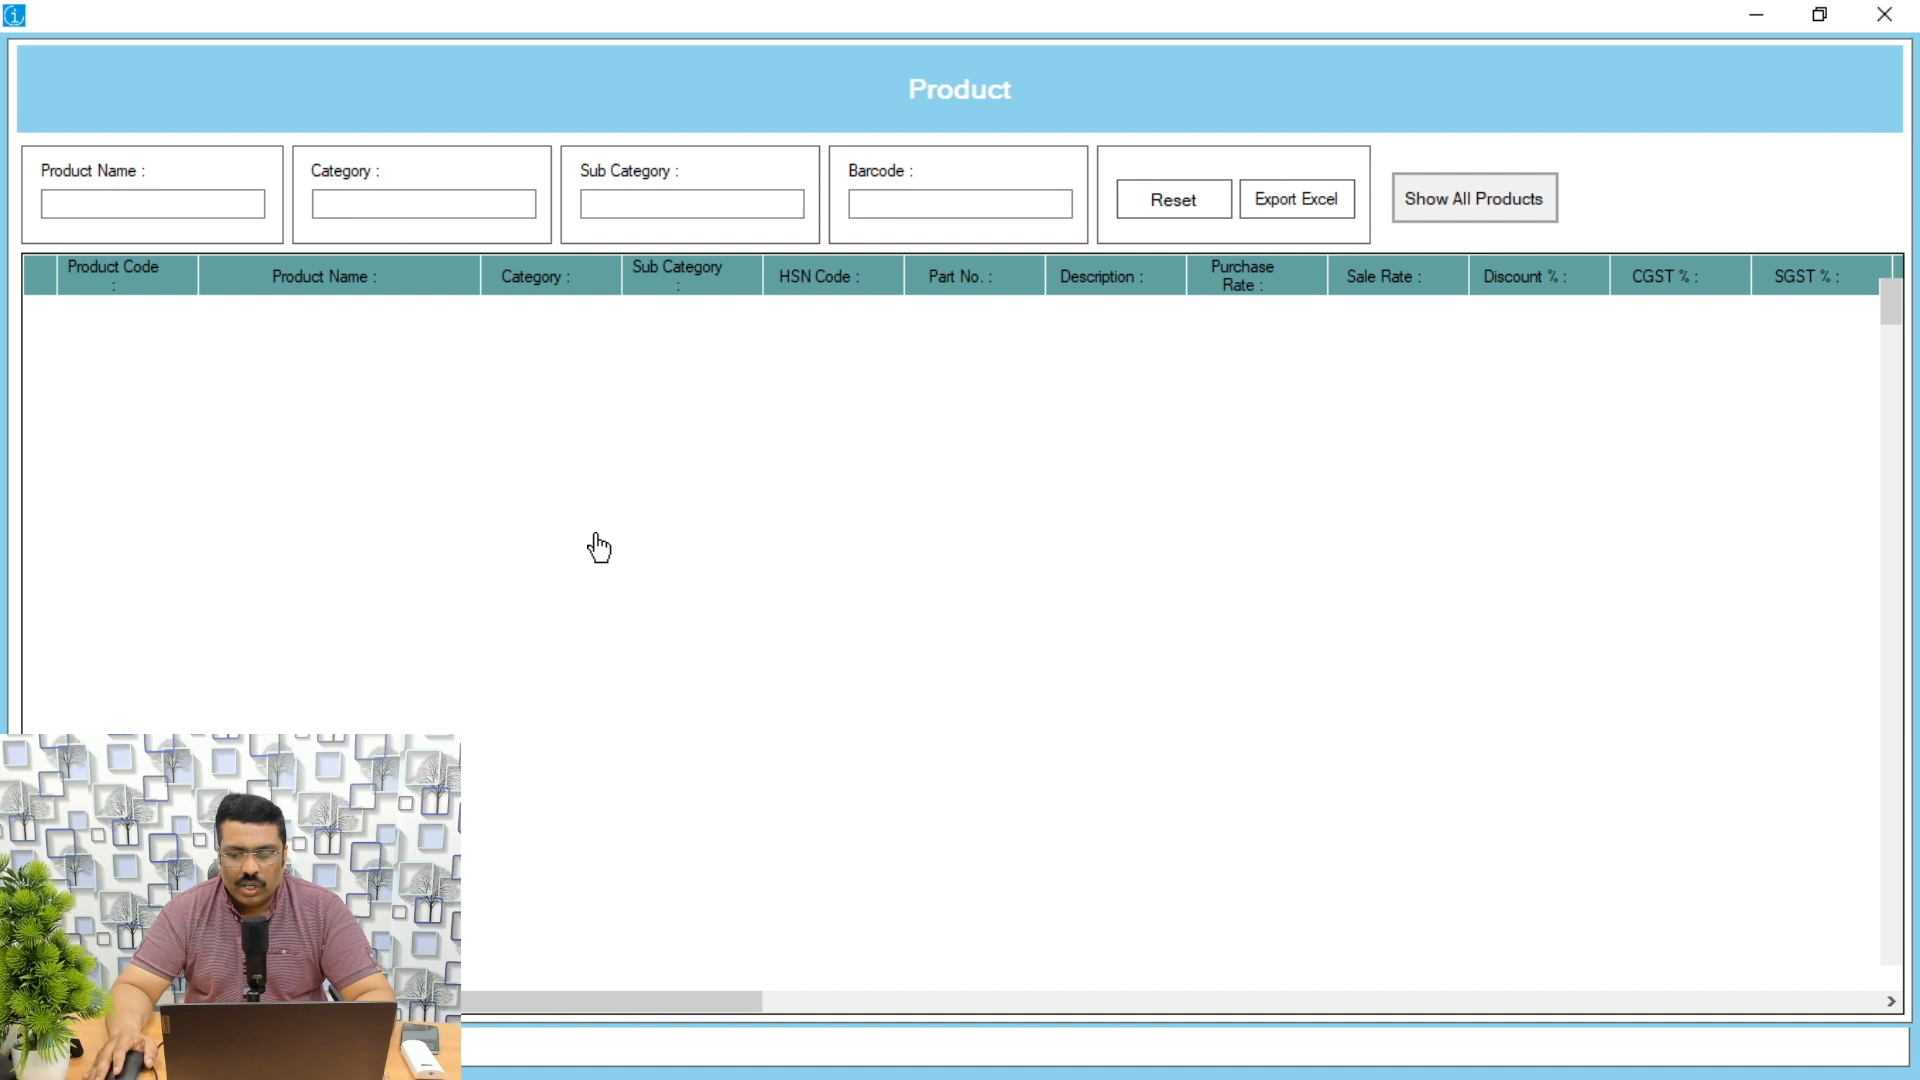 Product
Product Name :
Category :
Sub Category :
Barcode :
Reset
Export Excel
Show All Products
Product Code
:
Product Name :
Category :
Sub Category
:
HSN Code :
Part No. :
Description :
Purchase
Rate :
Sale Rate :
Discount % :
CGST % :
SGST % :